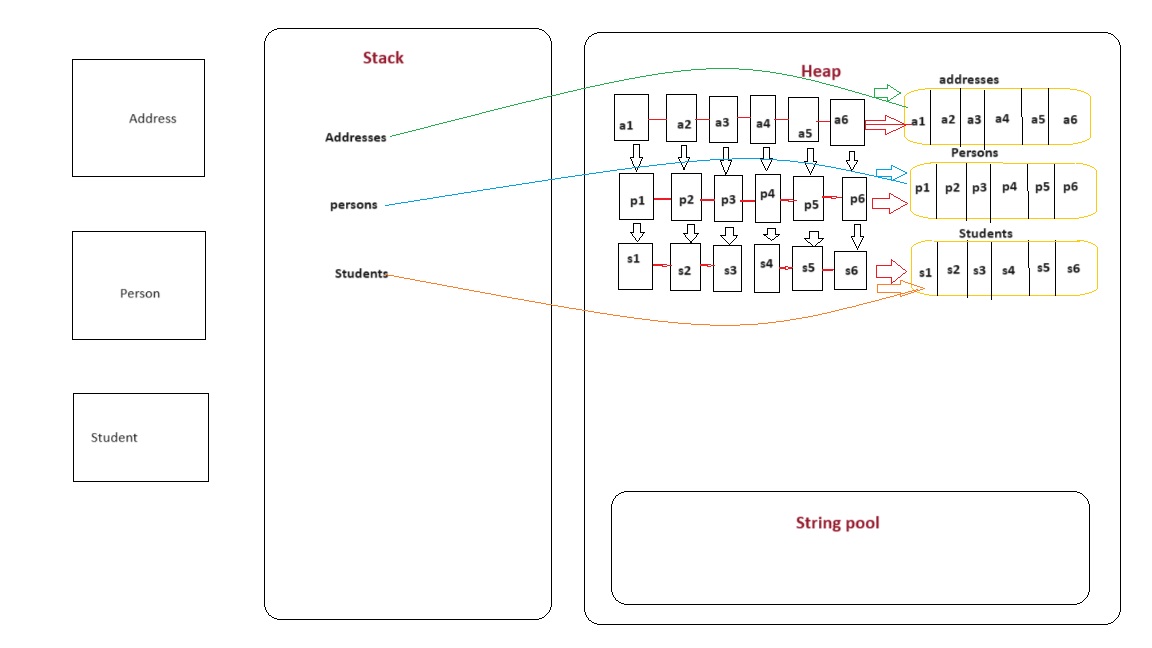 Address
Person
Student
Stack
Addresses
persons
Students
Heap
a1 a2 a3 a4 a5 a6
p1 p2 p3 p4 p5 p6
s1 s2 s3 s4 s5 s6
addresses
a1 a2 a3 a4 a5 a6
Persons
p1 p2 p3 p4 p5 p6
Students
s1 s2 s3 s4 s5 s6
String pool